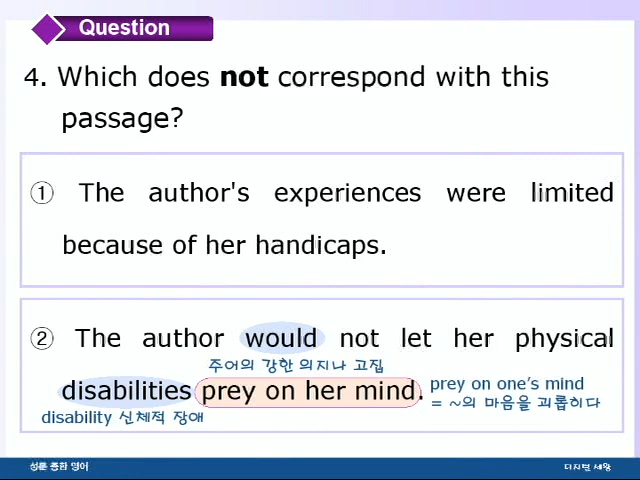 Question
4. Which does not correspond with this
passage?
① The author's experiences were limited
because of her handicaps.
② The author would not let her physical
주어의 강한 의지나 고집
disabilities prey on her mind. prey on one's mind
= ~의 마음을 괴롭히다
disability 신체적 장애
성문 종합 영어
디지털 세왕